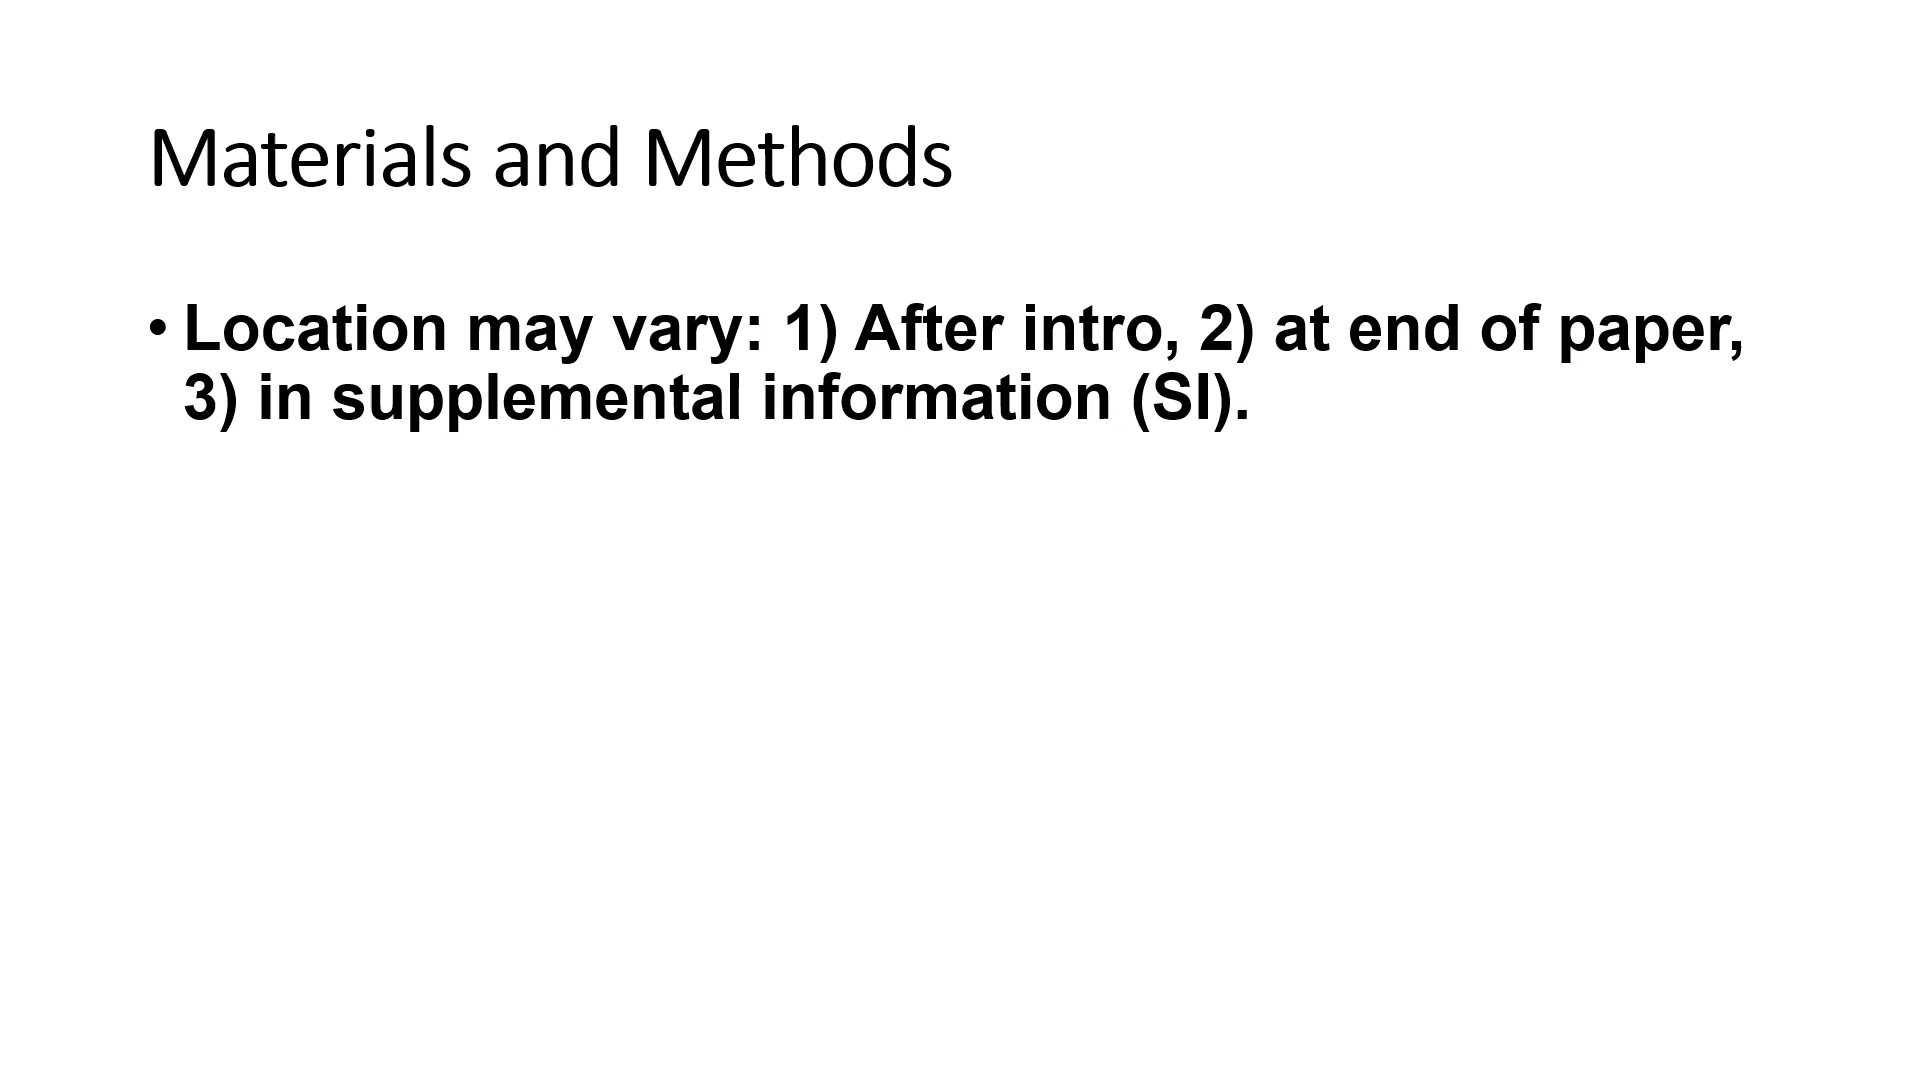 Materials and Methods
• Location may vary: 1) After intro, 2) at end of paper,
3) in supplemental information (SI).